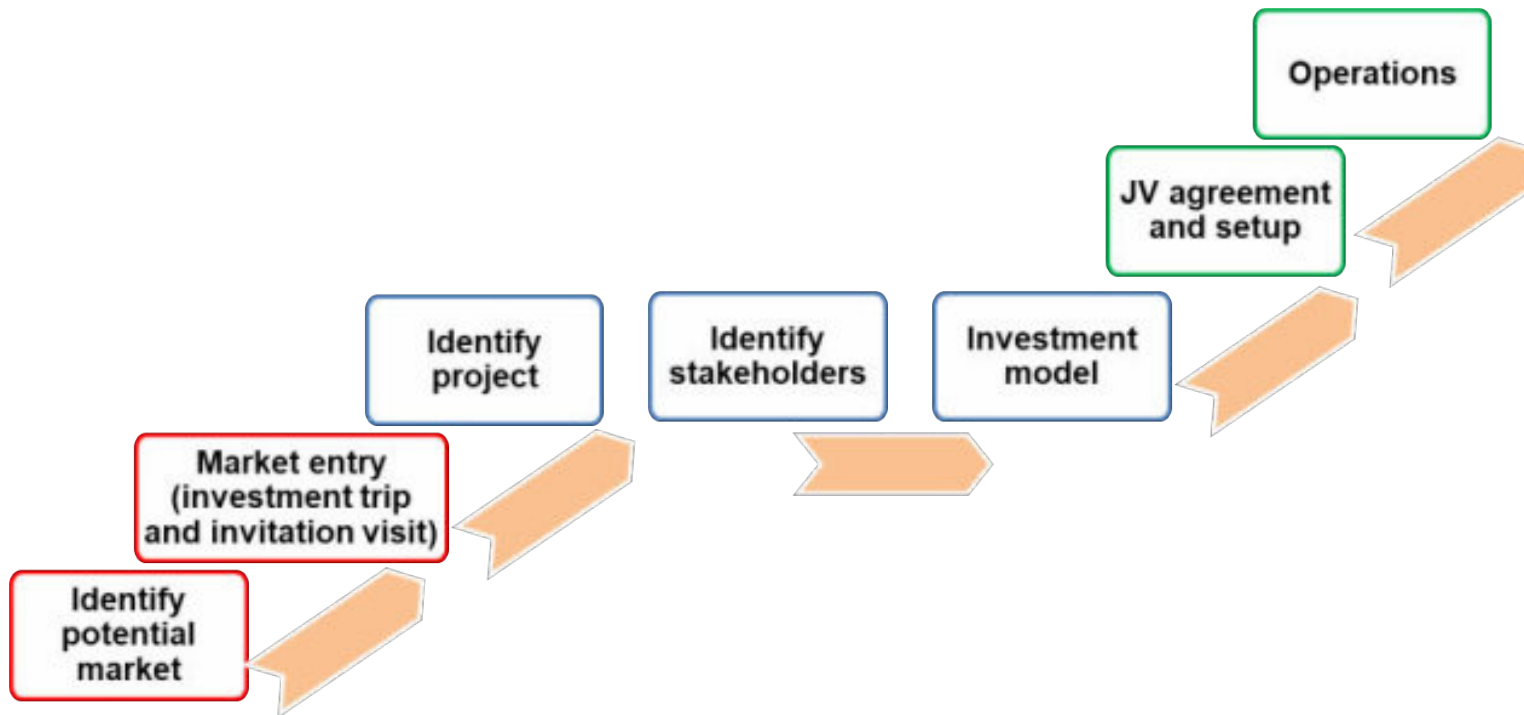 Operations
JV agreement
and setup
Identify
project
Identify
stakeholders
Investment
model
Market entry
(investment trip
and invitation visit)
Identify
potential
market